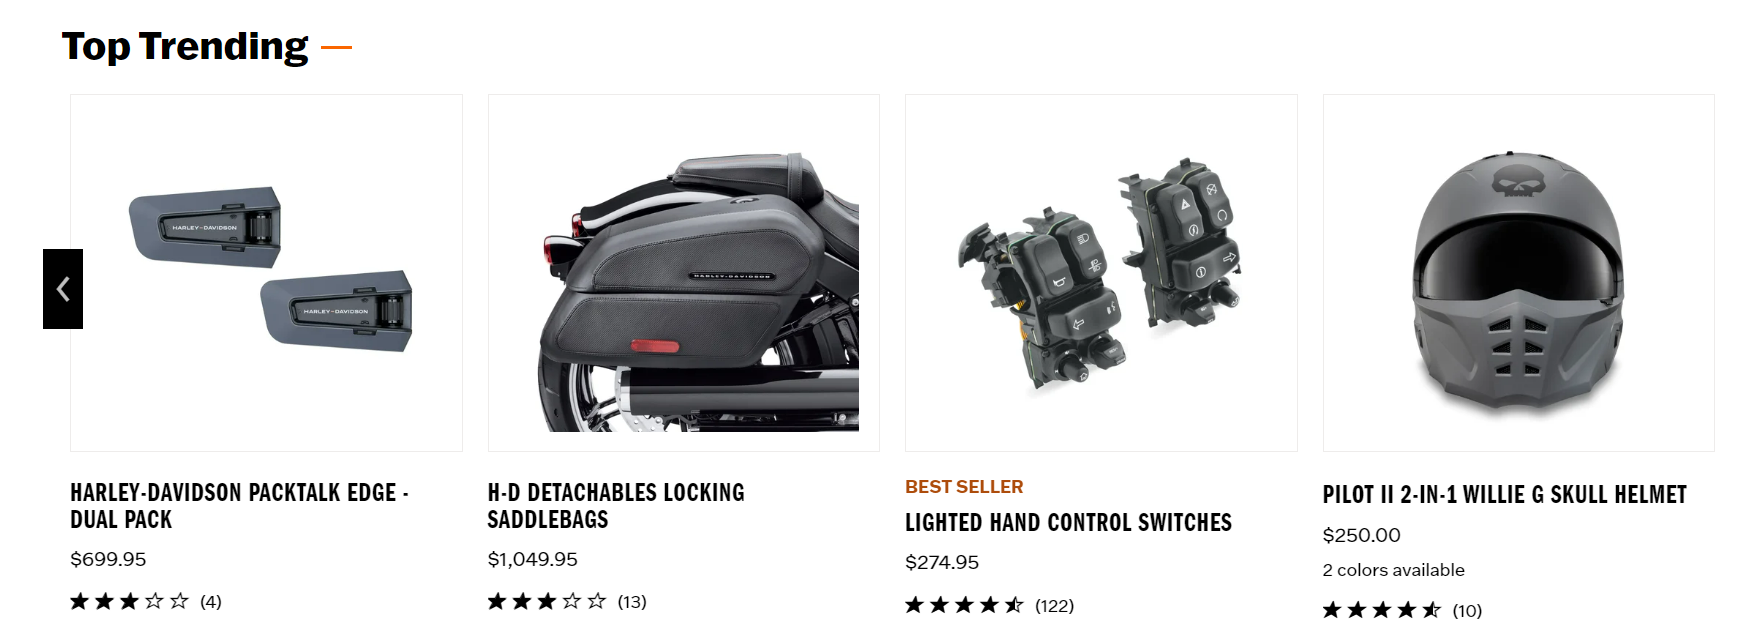 Top Trending
HARLEY-DAVIDSON
HARLEY-DAVIDSON
HARLEY-DAVIDSON
HARLEY-DAVIDSON PACKTALK EDGE -
DUAL PACK
$699.95
(4)
H-D DETACHABLES LOCKING
SADDLEBAGS
$1,049.95
(13)
BEST SELLER
LIGHTED HAND CONTROL SWITCHES
$274.95
(122)
PILOT II 2-IN-1 WILLIE G SKULL HELMET
$250.00
2 colors available
(10)